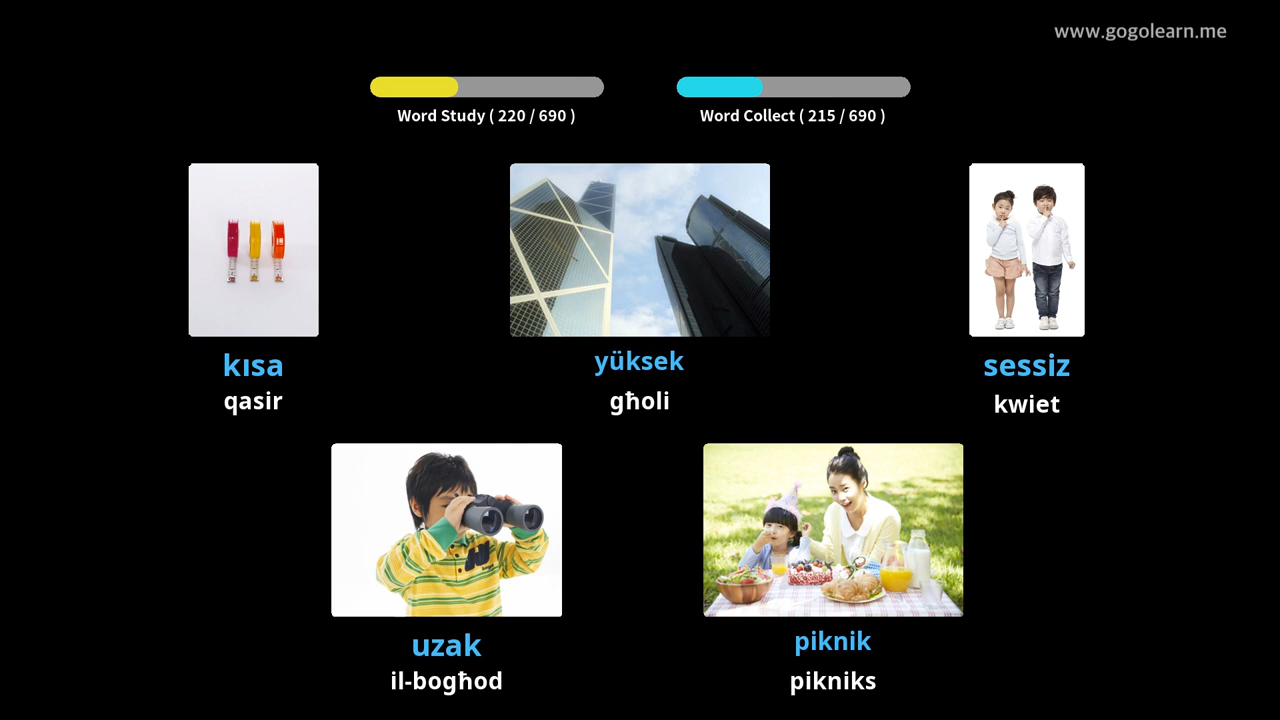 www.gogolearn.me
Word Study ( 220 / 690 )
Word Collect ( 215 / 690 )
kısa
qasir
yüksek
għoli
sessiz
kwiet
uzak
il-bogħod
piknik
pikniks